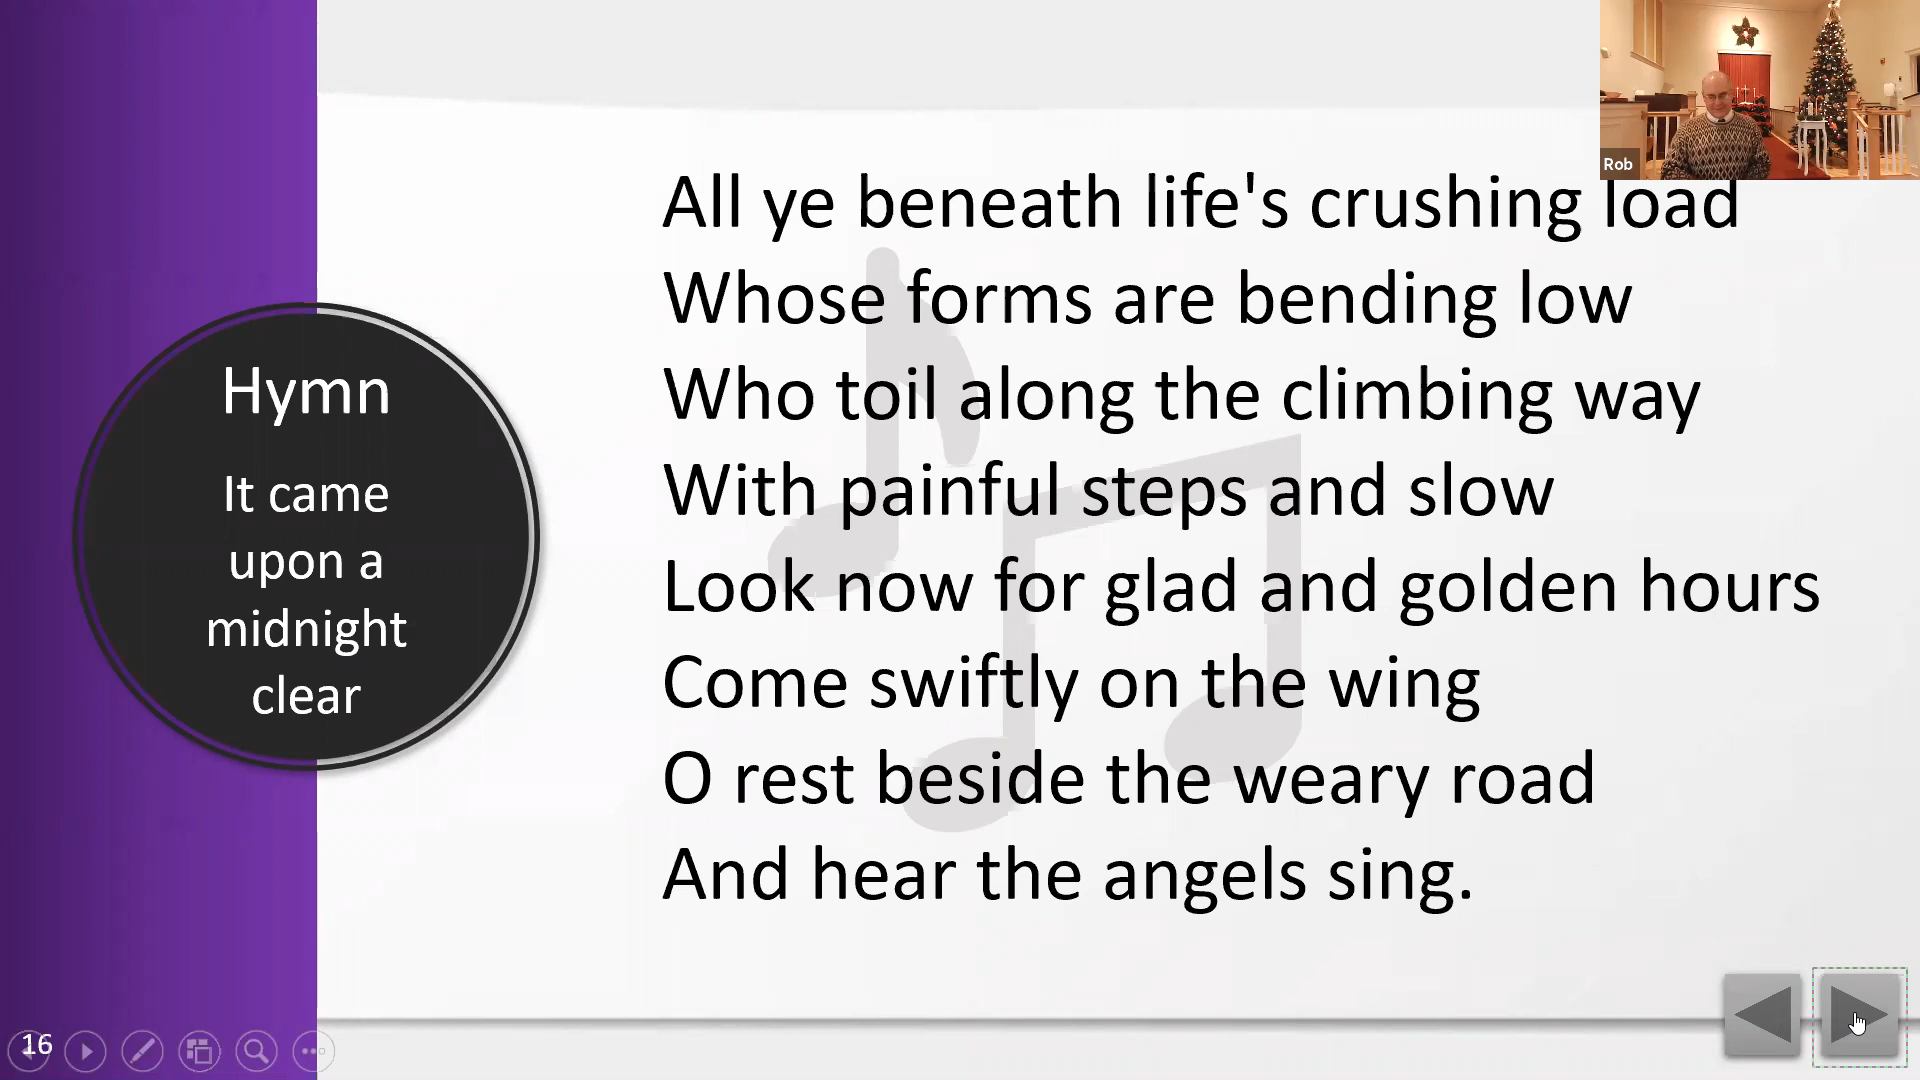 Hymn
It came
upon a
midnight
clear
All ye beneath life's crushing load
Whose forms are bending low
Who toil along the climbing way
With painful steps and slow
Look now for glad and golden hours
Come swiftly on the wing
O rest beside the weary road
And hear the angels sing.
Rob
16